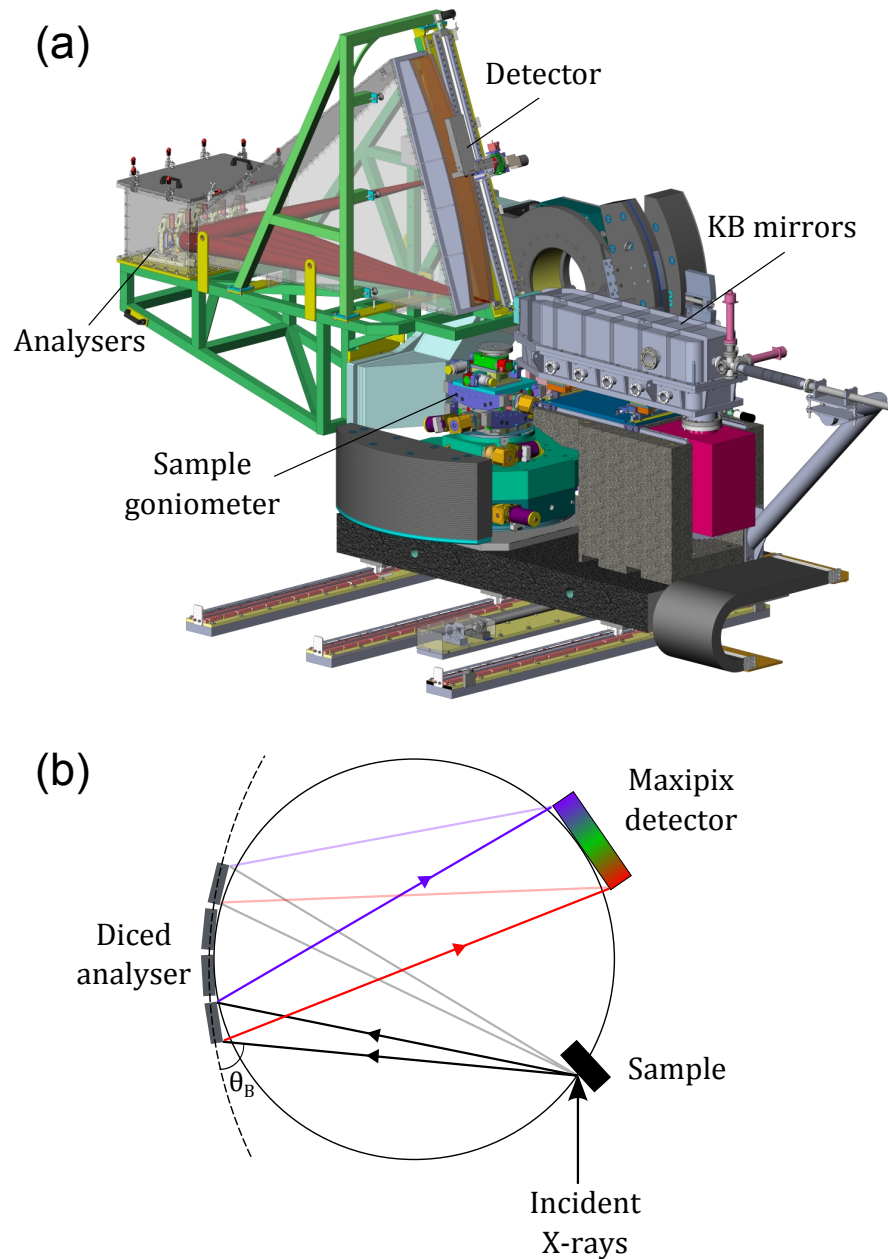 (a)
Detector
KB mirrors
Analysers
Sample
goniometer
(b)
Maxipix
detector
Diced
analyser
θB
Sample
Incident
X-rays